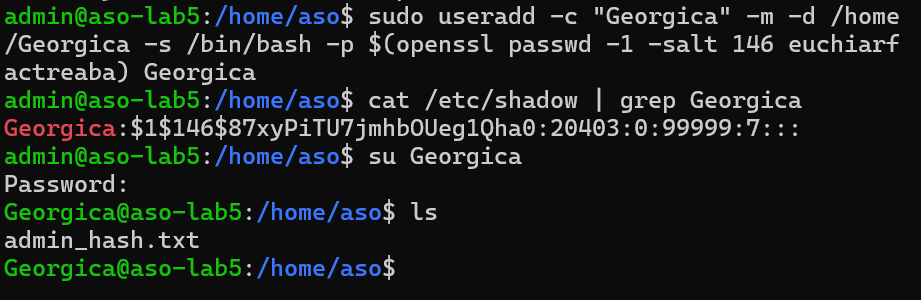 admin@aso-lab5:/home/aso$ sudo useradd -c "Georgica" -m -d /home
/Georgica -s /bin/bash -p $(openssl passwd -1 -salt 146 euchiarf
actreaba) Georgica
admin@aso-lab5:/home/aso$ cat /etc/shadow | grep Georgica
Georgica:$1$146$87xyPiTU7jmhbOUeg1Qha0:20403:0:99999:7:::
admin@aso-lab5:/home/aso$ su Georgica
Password:
Georgica@aso-lab5:/home/aso$ ls
admin_hash.txt
Georgica@aso-lab5:/home/aso$